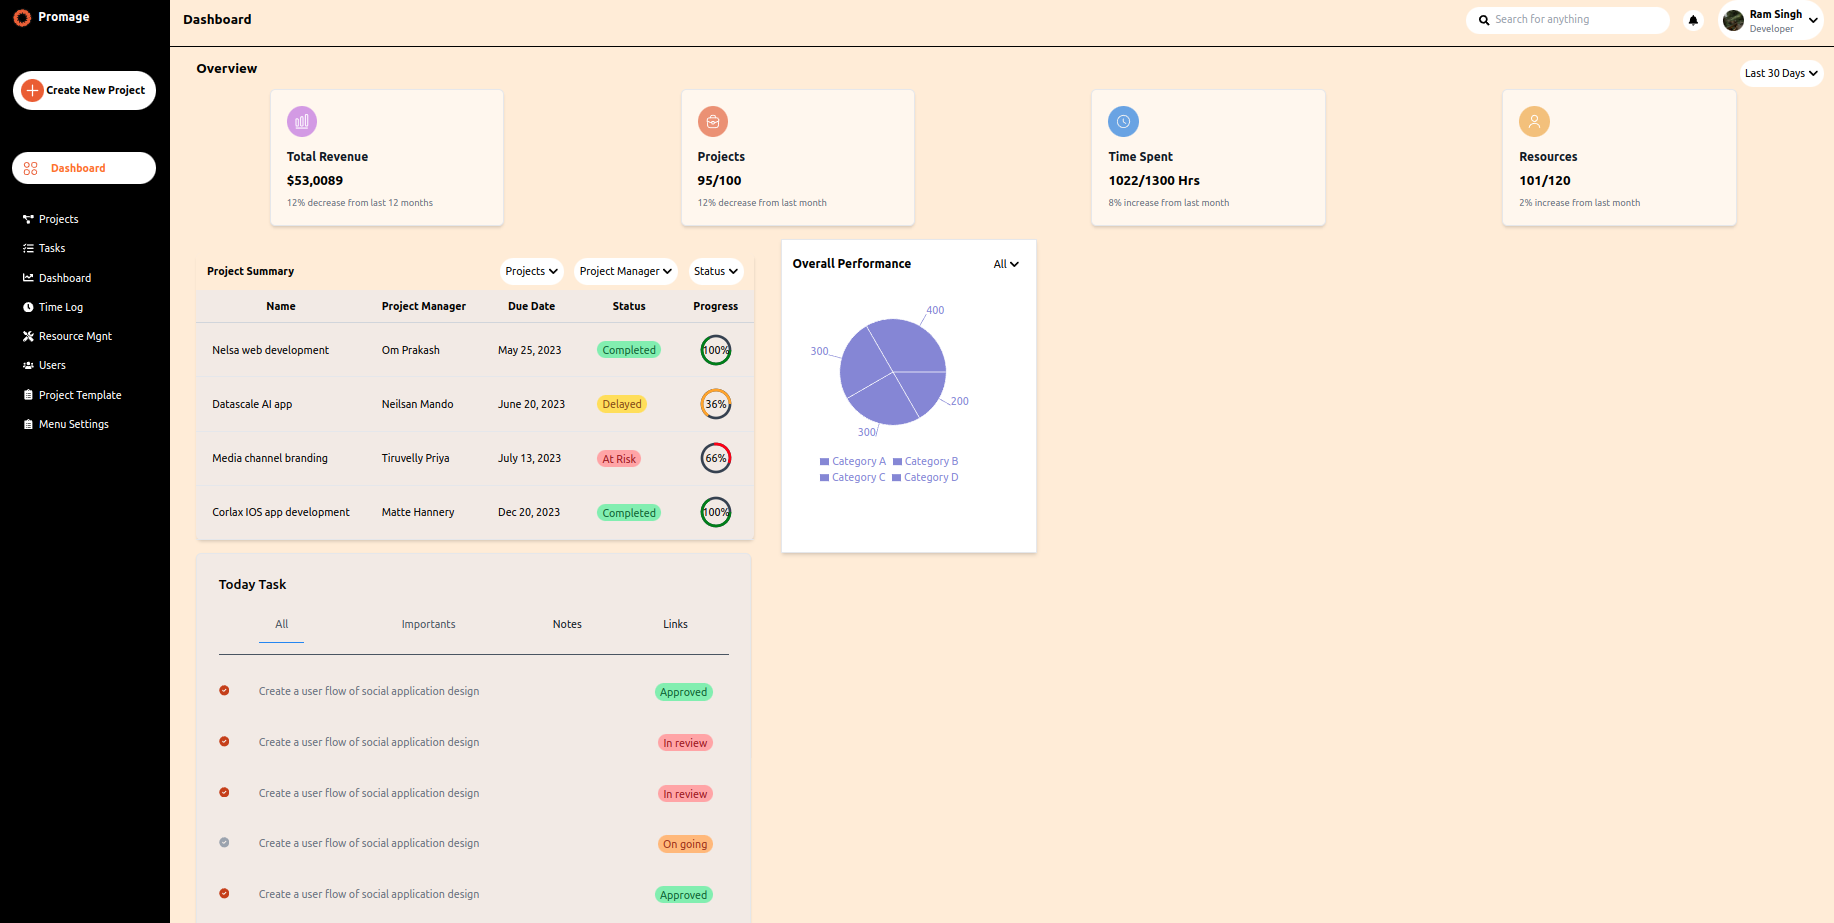 Promage
Create New Project
Dashboard
Projects
Tasks
Dashboard
Time Log
Resource Mgnt
Users
Project Template
Menu Settings
Dashboard
Search for anything
Ram Singh
Developer
Overview
Last 30 Days
Total Revenue
$53,0089
12% decrease from last 12 months
Projects
95/100
12% decrease from last month
Time Spent
1022/1300 Hrs
8% increase from last month
Resources
101/120
2% increase from last month
Project Summary Projects Project Manager Status
Name Project Manager Due Date Status Progress
Nelsa web development Om Prakash May 25, 2023 Completed 100%
Datascale AI app Neilsan Mando June 20, 2023 Delayed 36%
Media channel branding Tiruvelly Priya July 13, 2023 At Risk 66%
Corlax IOS app development Matte Hannery Dec 20, 2023 Completed 100%
Overall Performance All
400
300
200
300
Category A Category B
Category C Category D
Today Task
All Importants Notes Links
Create a user flow of social application design Approved
Create a user flow of social application design In review
Create a user flow of social application design In review
Create a user flow of social application design On going
Create a user flow of social application design Approved